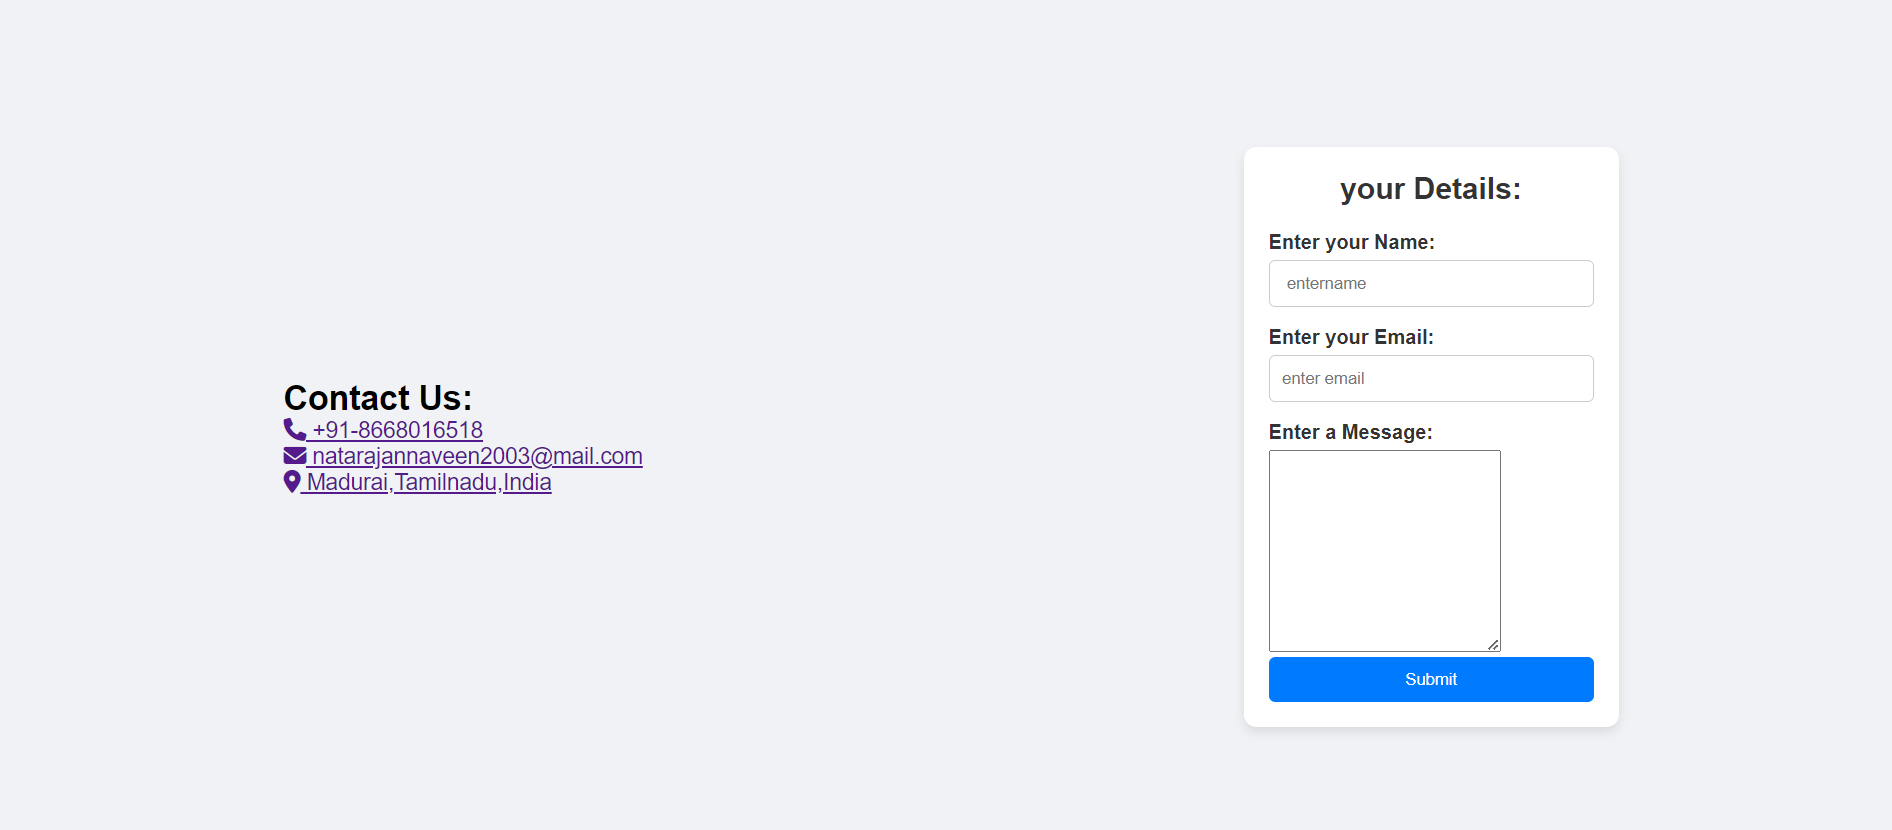 Contact Us:
+91-8668016518
natarajannaveen2003@mail.com
Madurai,Tamilnadu,India
your Details:
Enter your Name:
entername
Enter your Email:
enter email
Enter a Message:
Submit